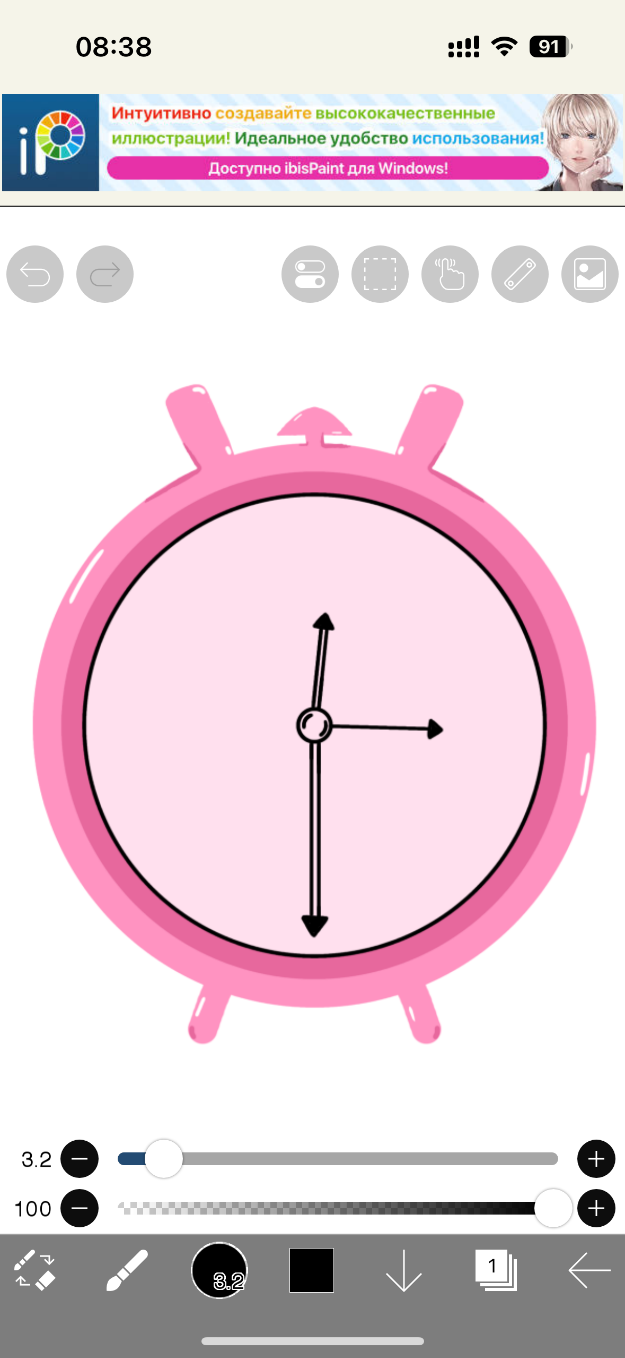 08:38
91
iP
Интуитивно создавайте высококачественные
иллюстрации! Идеальное удобство использования!
Доступно ibisPaint для Windows!
3.2
100
3.2
1